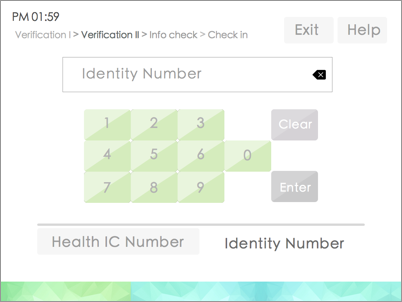 PM 01:59
Verification I > Verification II > Info check > Check in
Exit
Help
Identity Number
1 2 3
Clear
4 5 6 0
7 8 9
Enter
Health IC Number
Identity Number